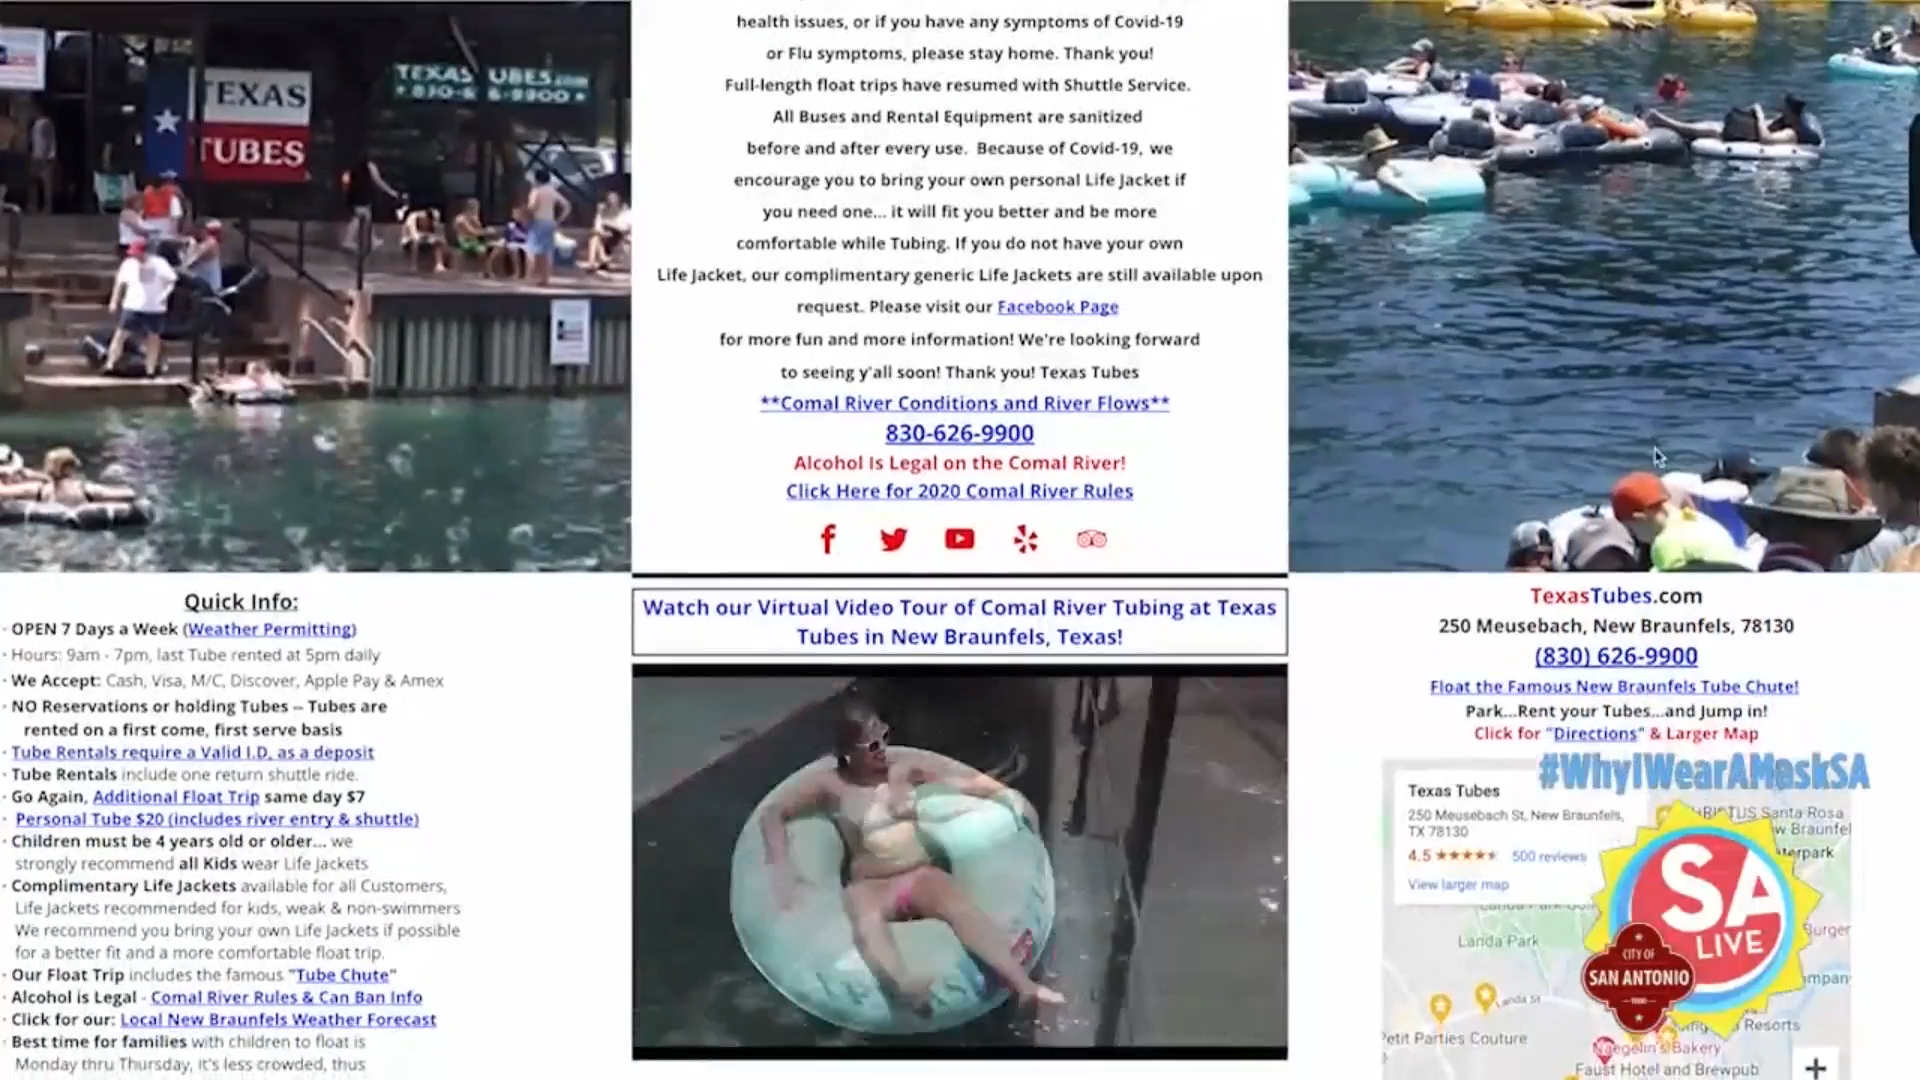 TEXAS
TUBES
health issues, or if you have any symptoms of Covid-19
or Flu symptoms, please stay home. Thank you!
Full-length float trips have resumed with Shuttle Service.
All Buses and Rental Equipment are sanitized
before and after every use. Because of Covid-19, we
encourage you to bring your own personal Life Jacket if
you need one... it will fit you better and be more
comfortable while Tubing. If you do not have your own
Life Jacket, our complimentary generic Life Jackets are still available upon
request. Please visit our Facebook Page
for more fun and more information! We're looking forward
to seeing y'all soon! Thank you! Texas Tubes
**Comal River Conditions and River Flows**
830-626-9900
Alcohol Is Legal on the Comal River!
Click Here for 2020 Comal River Rules
Quick Info:
· OPEN 7 Days a Week (Weather Permitting)
· Hours: 9am - 7pm, last Tube rented at 5pm daily
· We Accept: Cash, Visa, M/C, Discover, Apple Pay & Amex
· NO Reservations or holding Tubes – Tubes are
rented on a first come, first serve basis
· Tube Rentals require a Valid I.D, as a deposit
· Tube Rentals include one return shuttle ride.
· Go Again, Additional Float Trip same day $7
· Personal Tube $20 (includes river entry & shuttle)
· Children must be 4 years old or older... we
strongly recommend all Kids wear Life Jackets
· Complimentary Life Jackets available for all Customers,
Life Jackets recommended for kids, weak & non-swimmers
We recommend you bring your own Life Jackets if possible
for a better fit and a more comfortable float trip.
· Our Float Trip includes the famous "Tube Chute"
· Alcohol is Legal - Comal River Rules & Can Ban Info
· Click for our: Local New Braunfels Weather Forecast
· Best time for families with children to float is
Monday thru Thursday, it's less crowded, thus
Watch our Virtual Video Tour of Comal River Tubing at Texas
Tubes in New Braunfels, Texas!
TexasTubes.com
250 Meusebach, New Braunfels, 78130
(830) 626-9900
Float the Famous New Braunfels Tube Chute!
Park...Rent your Tubes...and Jump in!
Click for "Directions" & Larger Map
#WhyIWearAMaskSA
Texas Tubes
250 Meusebach St, New Braunfels,
TX 78130
4.5 500 reviews
View larger map
Santa Rosa
Landa Park
Landa St
SA
LIVE
CITY OF
SAN ANTONIO
Resorts
Petit Parties Couture
Naegelin's Bakery
Faust Hotel and Brewpub
+